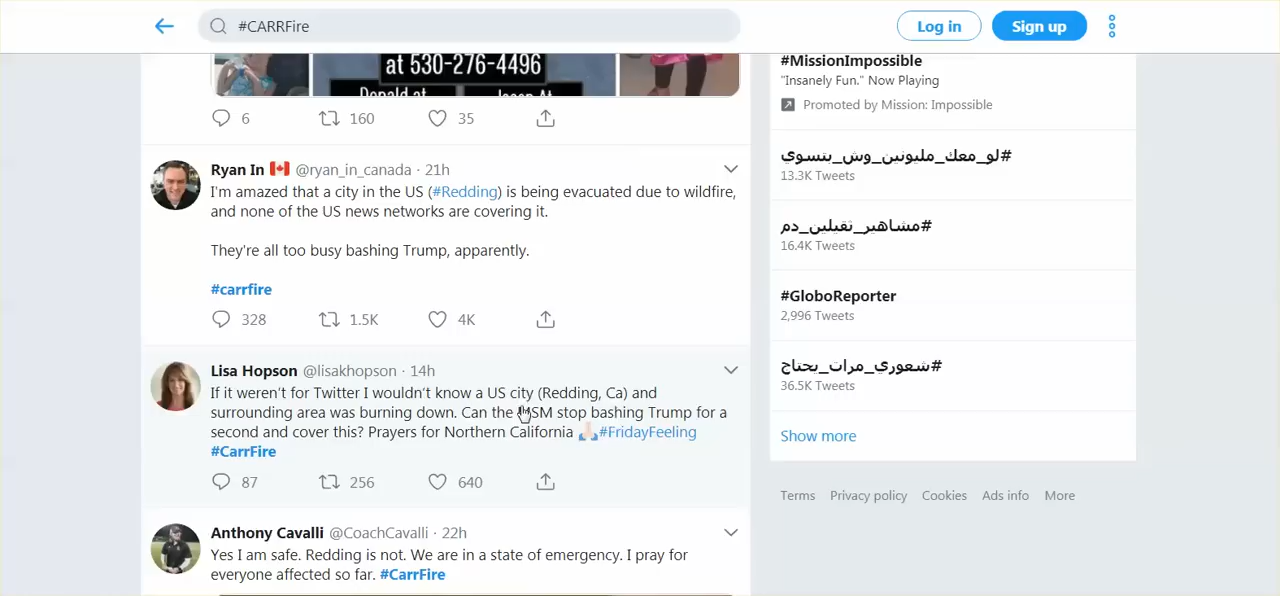 #CARRFire
Log in
Sign up
at 530-276-4496
Donald at
Jason At
6
160
35
Ryan In 🇨🇦 @ryan_in_canada · 21h
I'm amazed that a city in the US (#Redding) is being evacuated due to wildfire,
and none of the US news networks are covering it.
They're all too busy bashing Trump, apparently.
#carrfire
328
1.5K
4K
Lisa Hopson @lisakhopson · 14h
If it weren't for Twitter I wouldn't know a US city (Redding, Ca) and
surrounding area was burning down. Can the MSM stop bashing Trump for a
second and cover this? Prayers for Northern California 🙏🏻#FridayFeeling
#CarrFire
87
256
640
Anthony Cavalli @CoachCavalli · 22h
Yes I am safe. Redding is not. We are in a state of emergency. I pray for
everyone affected so far. #CarrFire
#MissionImpossible
"Insanely Fun." Now Playing
Promoted by Mission: Impossible
#لو_معك_مليونين_وش_بتسوي
13.3K Tweets
#مشاهير_ثقيلين_دم
16.4K Tweets
#GloboReporter
2,996 Tweets
#شعوري_مرات_يحتاج
36.5K Tweets
Show more
Terms Privacy policy Cookies Ads info More